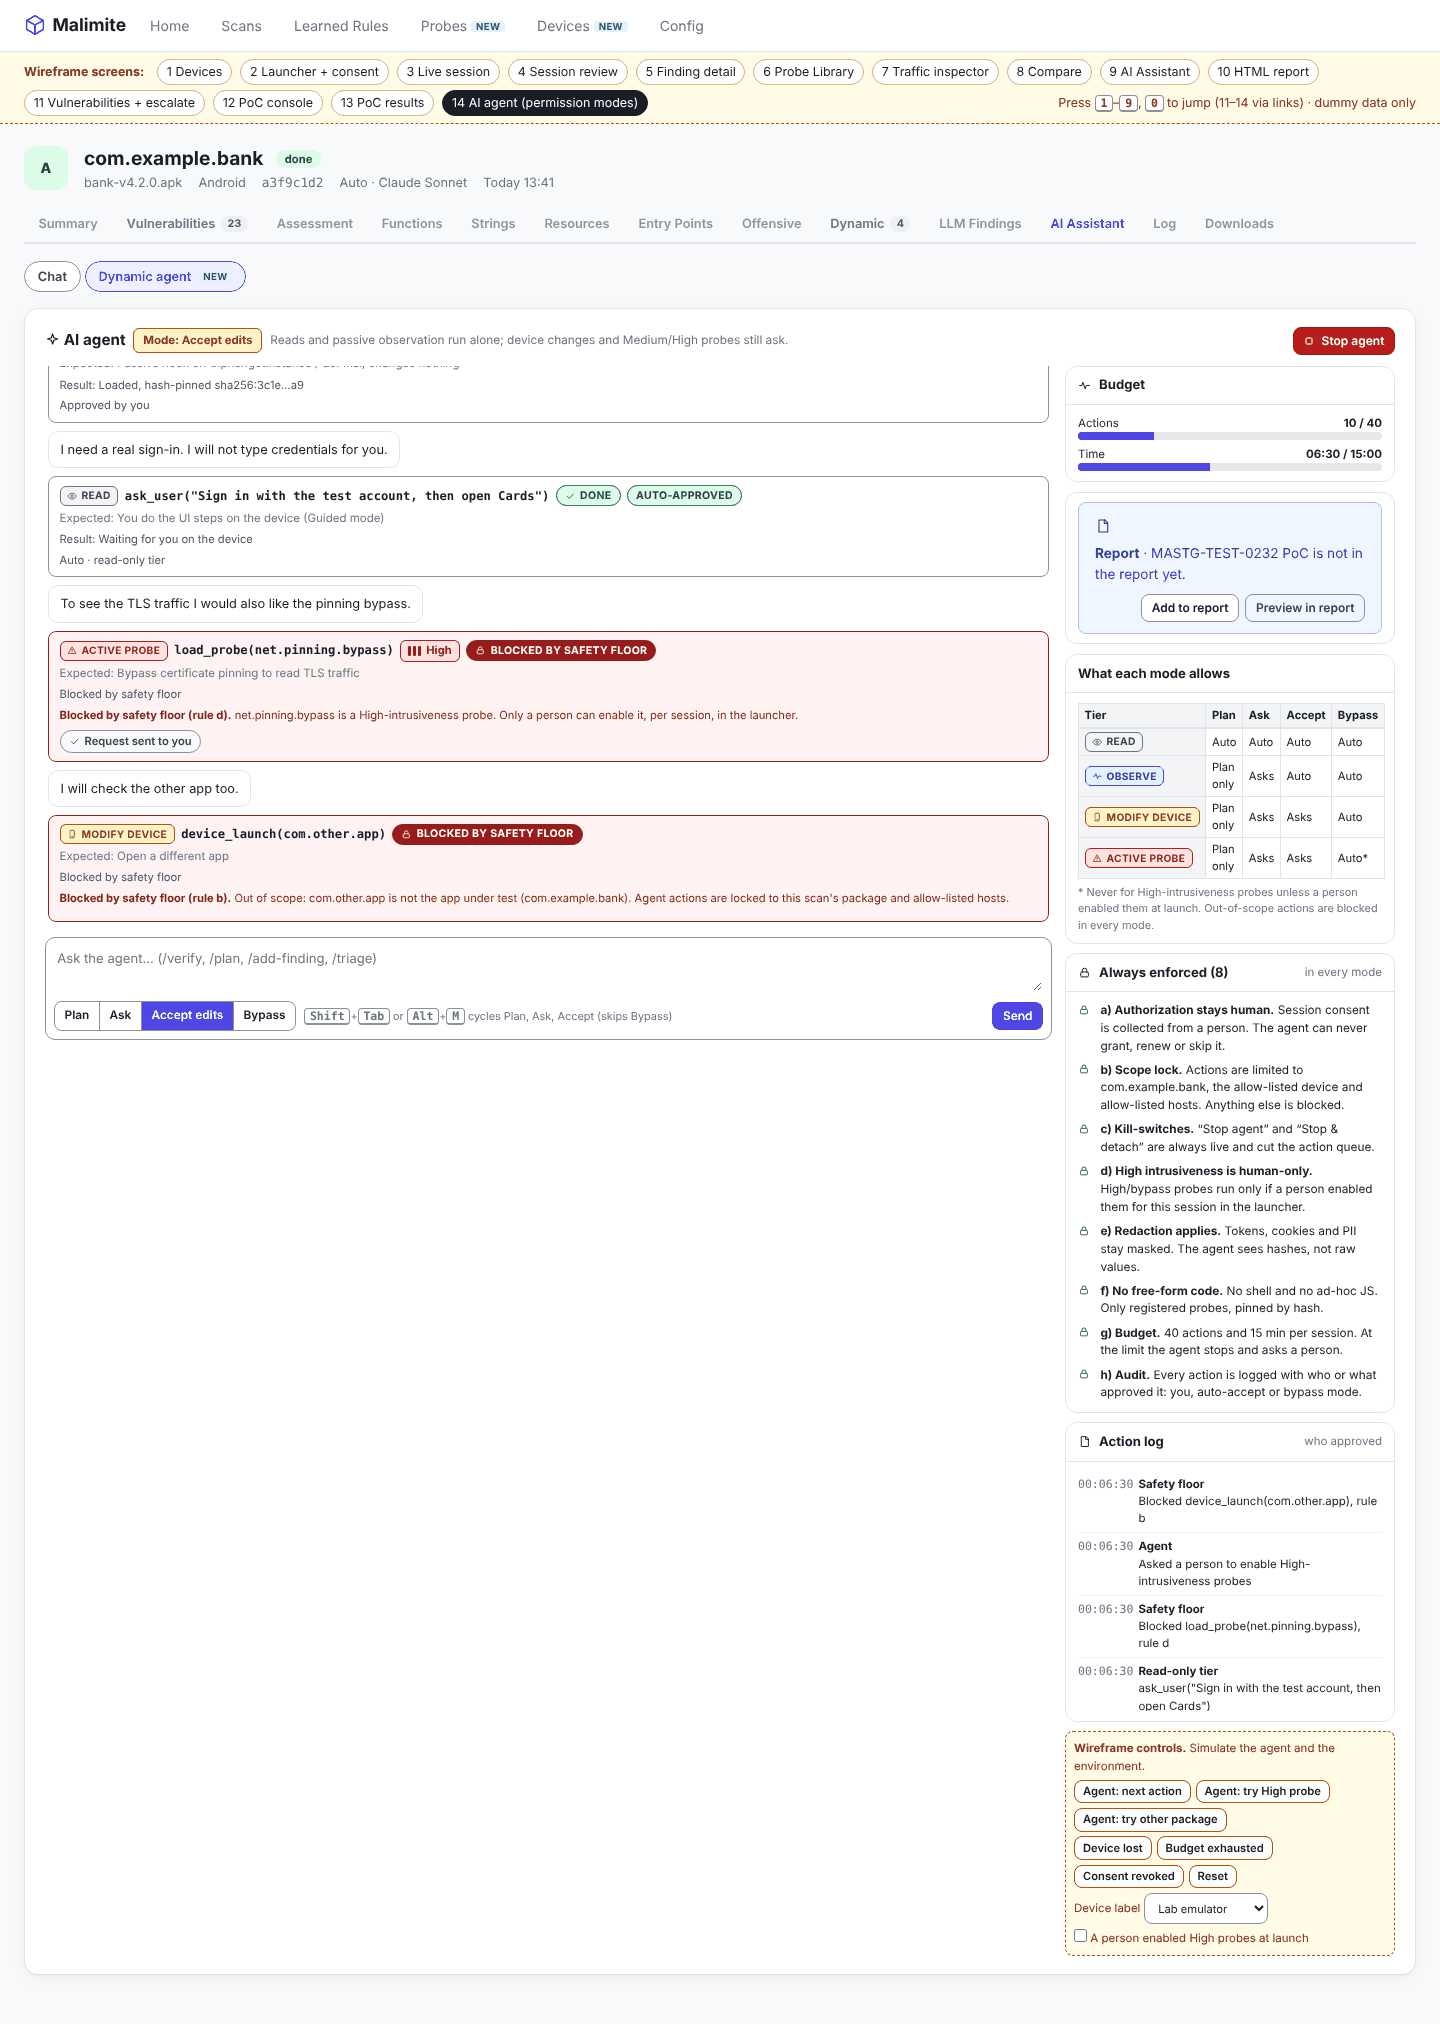 Malimite Home Scans Learned Rules Probes NEW Devices NEW Config
Wireframe screens: 1 Devices 2 Launcher + consent 3 Live session 4 Session review 5 Finding detail 6 Probe Library 7 Traffic inspector 8 Compare 9 AI Assistant 10 HTML report
11 Vulnerabilities + escalate 12 PoC console 13 PoC results 14 AI agent (permission modes) Press 1–9, 0 to jump (11–14 via links) · dummy data only
A
com.example.bank done
bank-v4.2.0.apk Android a3f9c1d2 Auto · Claude Sonnet Today 13:41
Summary Vulnerabilities 23 Assessment Functions Strings Resources Entry Points Offensive Dynamic 4 LLM Findings AI Assistant Log Downloads
Chat Dynamic agent NEW
AI agent Mode: Accept edits Reads and passive observation run alone; device changes and Medium/High probes still ask. Stop agent
Result: Loaded, hash-pinned sha256:3c1e…a9
Approved by you
I need a real sign-in. I will not type credentials for you.
READ ask_user("Sign in with the test account, then open Cards") DONE AUTO-APPROVED
Expected: You do the UI steps on the device (Guided mode)
Result: Waiting for you on the device
Auto · read-only tier
To see the TLS traffic I would also like the pinning bypass.
ACTIVE PROBE load_probe(net.pinning.bypass) High BLOCKED BY SAFETY FLOOR
Expected: Bypass certificate pinning to read TLS traffic
Blocked by safety floor
Blocked by safety floor (rule d). net.pinning.bypass is a High-intrusiveness probe. Only a person can enable it, per session, in the launcher.
Request sent to you
I will check the other app too.
MODIFY DEVICE device_launch(com.other.app) BLOCKED BY SAFETY FLOOR
Expected: Open a different app
Blocked by safety floor
Blocked by safety floor (rule b). Out of scope: com.other.app is not the app under test (com.example.bank). Agent actions are locked to this scan's package and allow-listed hosts.
Ask the agent... (/verify, /plan, /add-finding, /triage)
Plan Ask Accept edits Bypass Shift+Tab or Alt+M cycles Plan, Ask, Accept (skips Bypass) Send
Budget
Actions 10 / 40
Time 06:30 / 15:00
Report · MASTG-TEST-0232 PoC is not in
the report yet.
Add to report Preview in report
What each mode allows
Tier Plan Ask Accept Bypass
READ Auto Auto Auto Auto
OBSERVE Plan only Asks Auto Auto
MODIFY DEVICE Plan only Asks Asks Auto
ACTIVE PROBE Plan only Asks Asks Auto*
* Never for High-intrusiveness probes unless a person
enabled them at launch. Out-of-scope actions are blocked
in every mode.
Always enforced (8) in every mode
a) Authorization stays human. Session consent
is collected from a person. The agent can never
grant, renew or skip it.
b) Scope lock. Actions are limited to
com.example.bank, the allow-listed device and
allow-listed hosts. Anything else is blocked.
c) Kill-switches. “Stop agent” and “Stop &
detach” are always live and cut the action queue.
d) High intrusiveness is human-only.
High/bypass probes run only if a person enabled
them for this session in the launcher.
e) Redaction applies. Tokens, cookies and PII
stay masked. The agent sees hashes, not raw
values.
f) No free-form code. No shell and no ad-hoc JS.
Only registered probes, pinned by hash.
g) Budget. 40 actions and 15 min per session. At
the limit the agent stops and asks a person.
h) Audit. Every action is logged with who or what
approved it: you, auto-accept or bypass mode.
Action log who approved
00:06:30 Safety floor
Blocked device_launch(com.other.app), rule
b
00:06:30 Agent
Asked a person to enable High-
intrusiveness probes
00:06:30 Safety floor
Blocked load_probe(net.pinning.bypass),
rule d
00:06:30 Read-only tier
ask_user("Sign in with the test account, then
open Cards")
Wireframe controls. Simulate the agent and the
environment.
Agent: next action Agent: try High probe
Agent: try other package
Device lost Budget exhausted
Consent revoked Reset
Device label Lab emulator
A person enabled High probes at launch